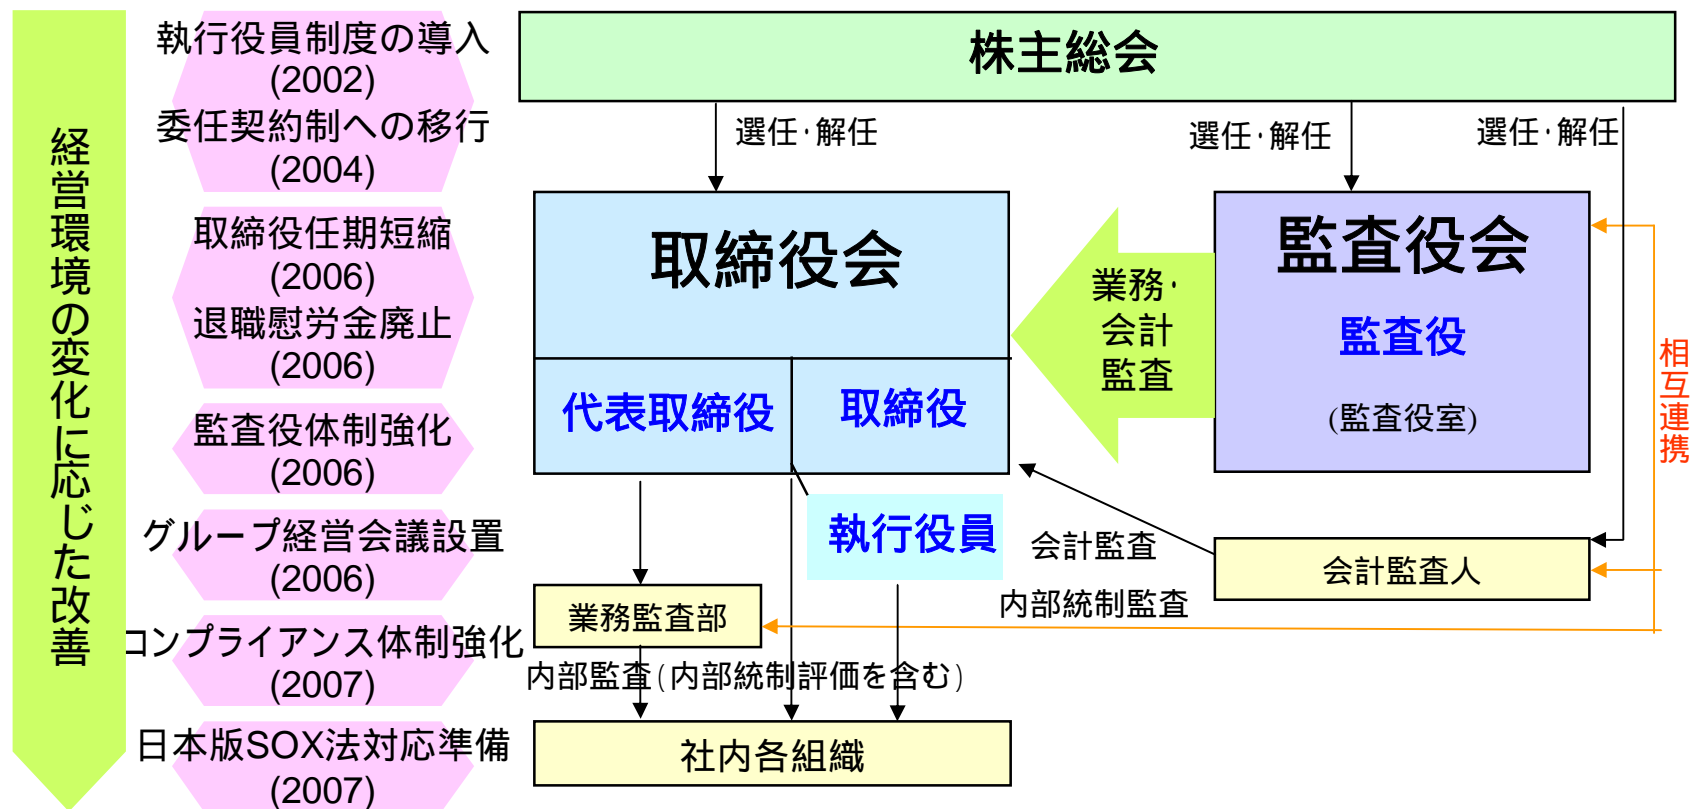 経営環境の変化に応じた改善
執行役員制度の導入
(2002)
委任契約制への移行
(2004)
取締役任期短縮
(2006)
退職慰労金廃止
(2006)
監査役体制強化
(2006)
グループ経営会議設置
(2006)
コンプライアンス体制強化
(2007)
日本版SOX法対応準備
(2007)
株主総会
選任・解任
選任・解任
選任・解任
取締役会
代表取締役
取締役
執行役員
業務・
会計
監査
監査役会
監査役
(監査役室)
相互連携
会計監査
会計監査人
内部統制監査
業務監査部
内部監査(内部統制評価を含む)
社内各組織